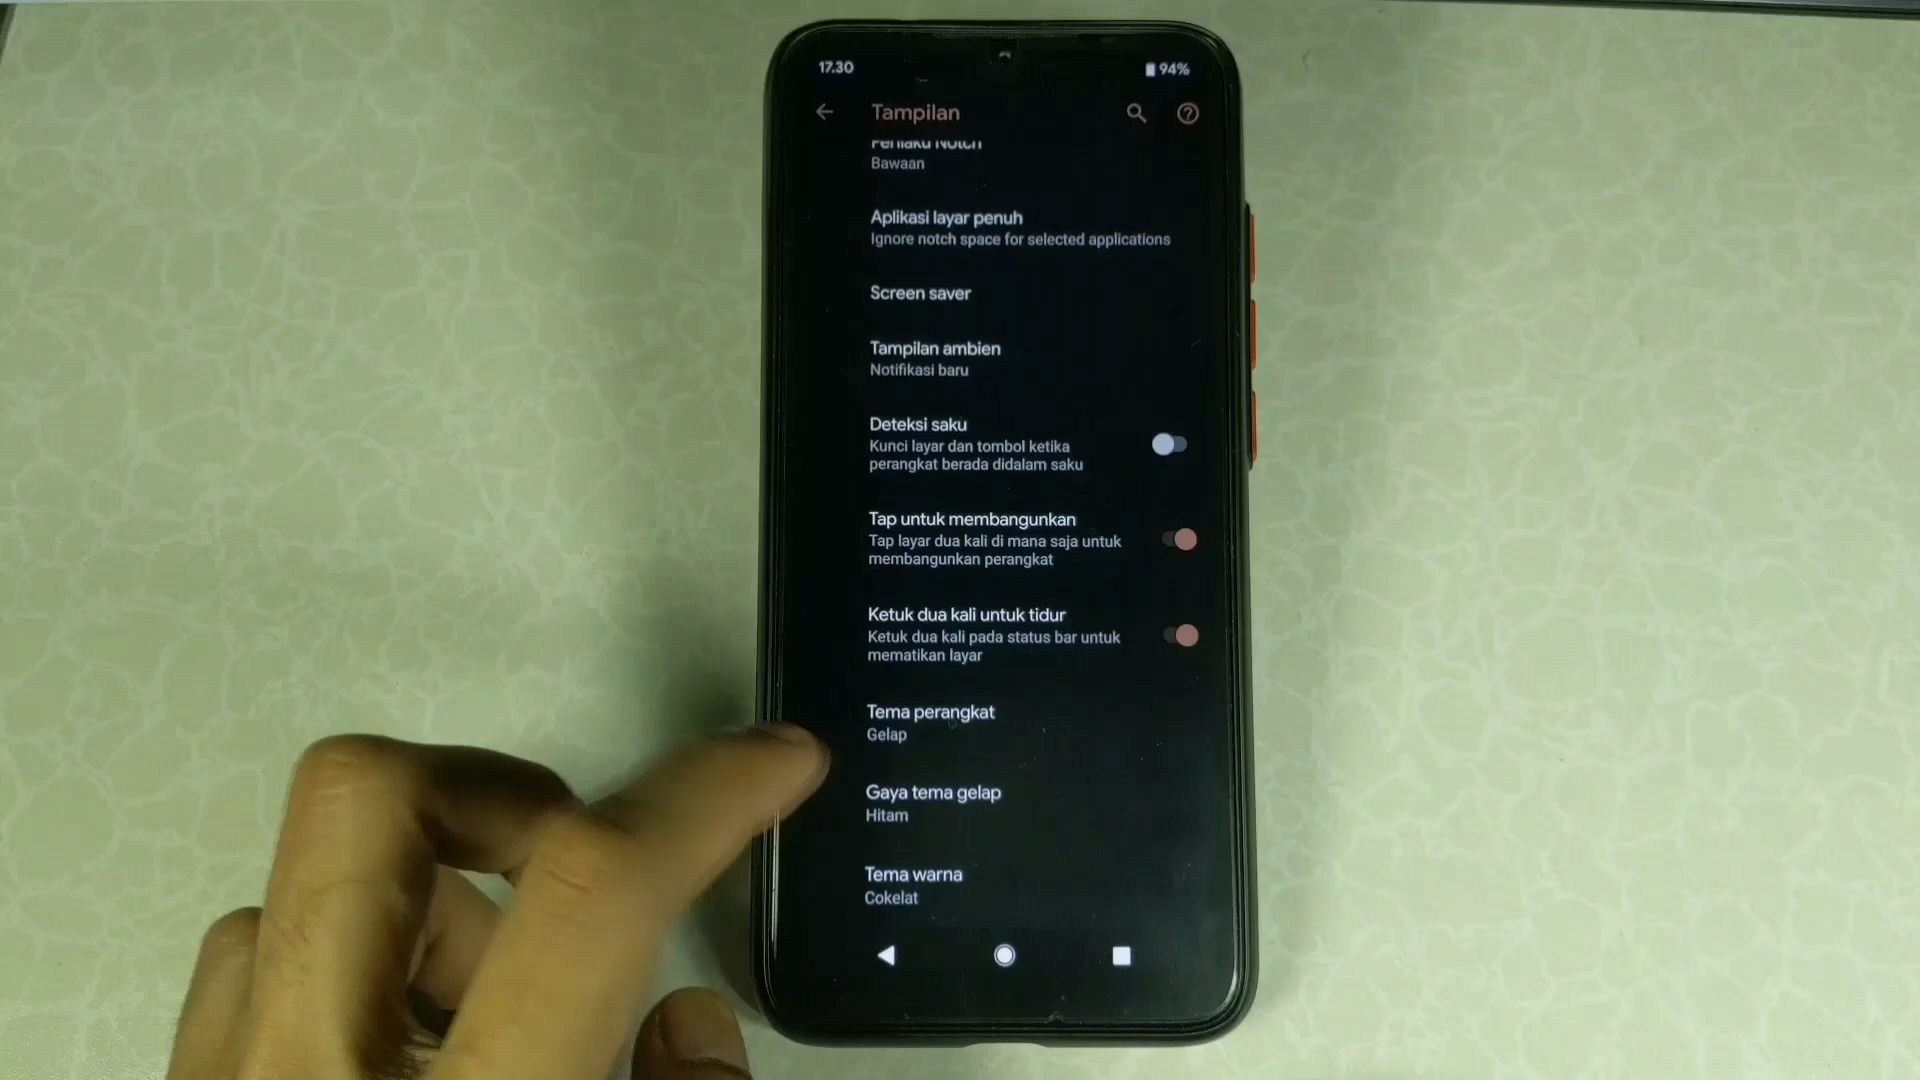 17.30
94%
Tampilan
Perilaku Notch
Bawaan
Aplikasi layar penuh
Ignore notch space for selected applications
Screen saver
Tampilan ambien
Notifikasi baru
Deteksi saku
Kunci layar dan tombol ketika
perangkat berada didalam saku
Tap untuk membangunkan
Tap layar dua kali di mana saja untuk
membangunkan perangkat
Ketuk dua kali untuk tidur
Ketuk dua kali pada status bar untuk
mematikan layar
Tema perangkat
Gelap
Gaya tema gelap
Hitam
Tema warna
Cokelat